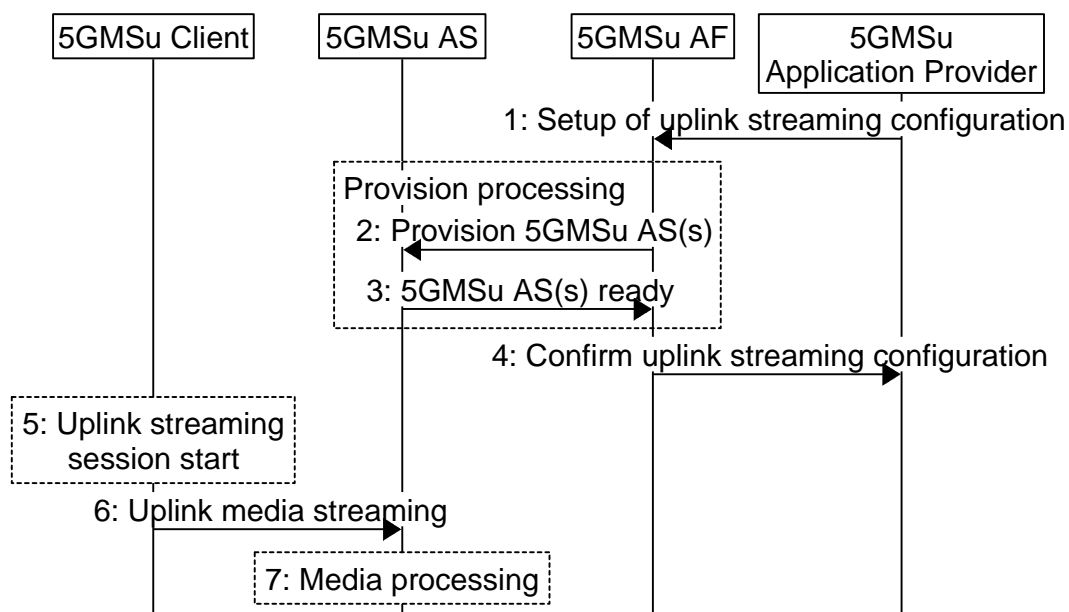 5GMSu Client
5GMSu AS
5GMSu AF
5GMSu
Application Provider
1: Setup of uplink streaming configuration
Provision processing
2: Provision 5GMSu AS(s)
3: 5GMSu AS(s) ready
4: Confirm uplink streaming configuration
5: Uplink streaming
session start
6: Uplink media streaming
7: Media processing